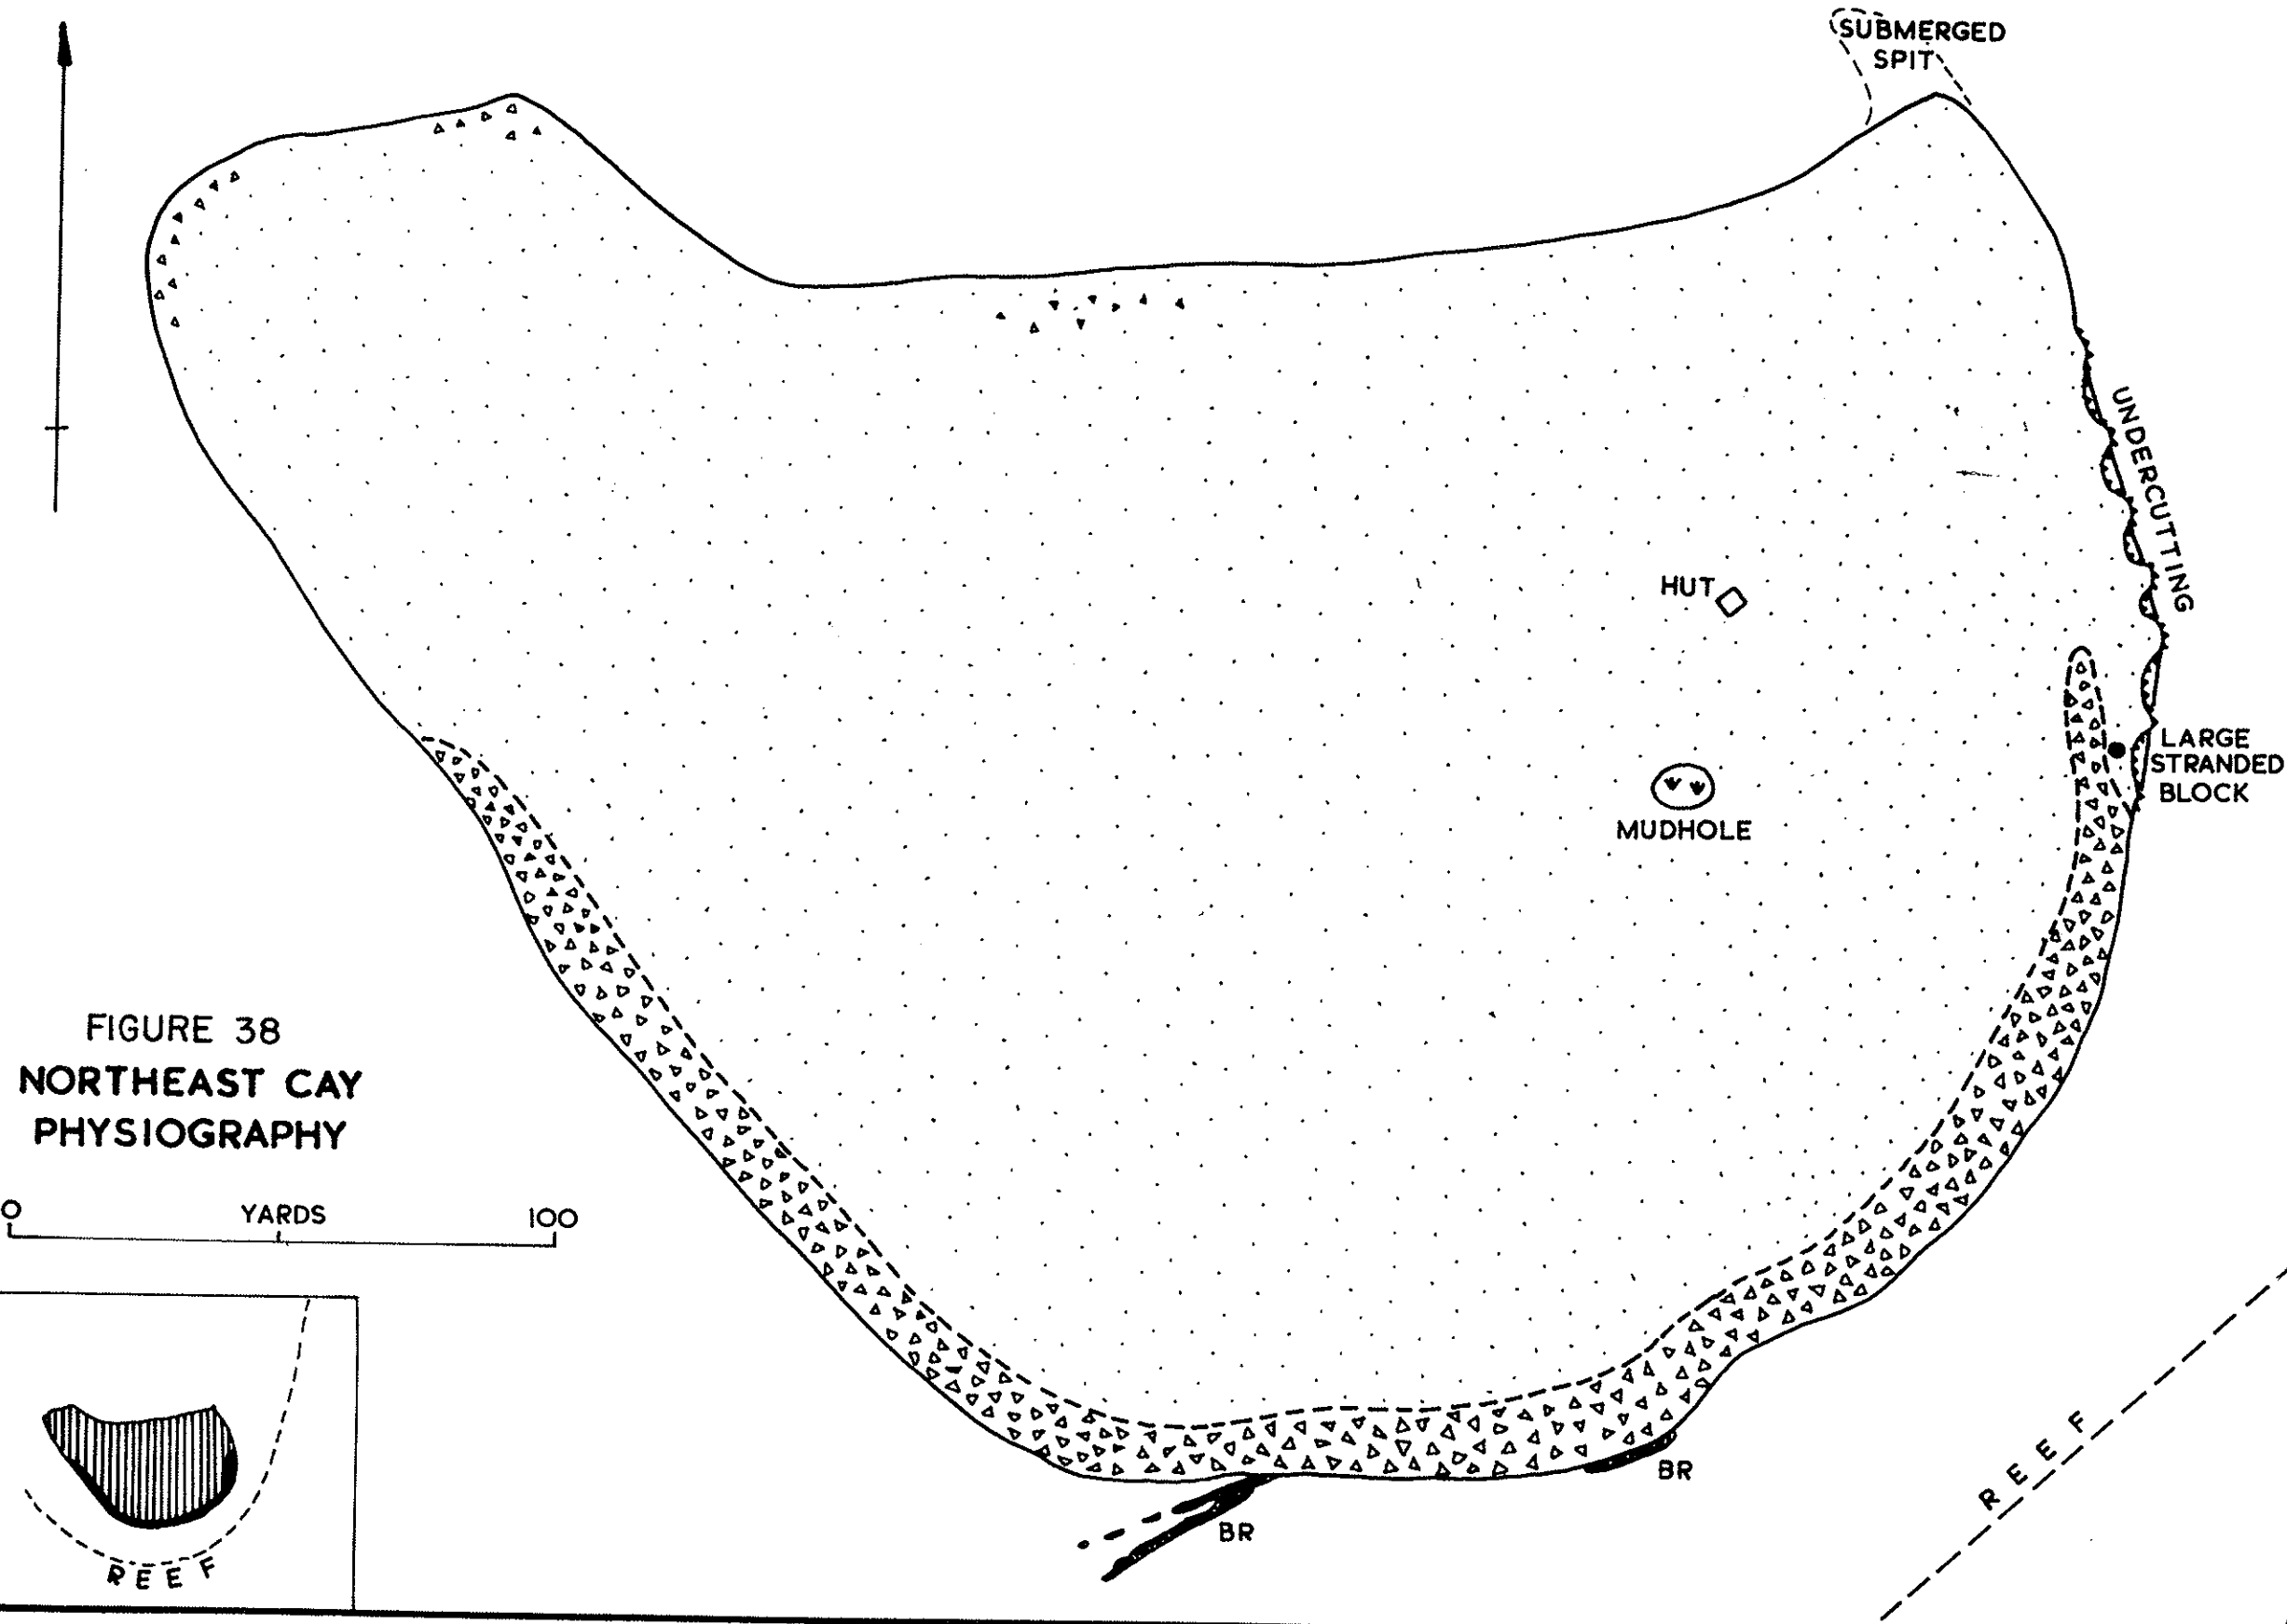 SUBMERGED
SPIT
UNDERCUTTING
HUT
LARGE
STRANDED
BLOCK
MUDHOLE
FIGURE 38
NORTHEAST CAY
PHYSIOGRAPHY
0 YARDS 100
REEF
BR
BR
REEF